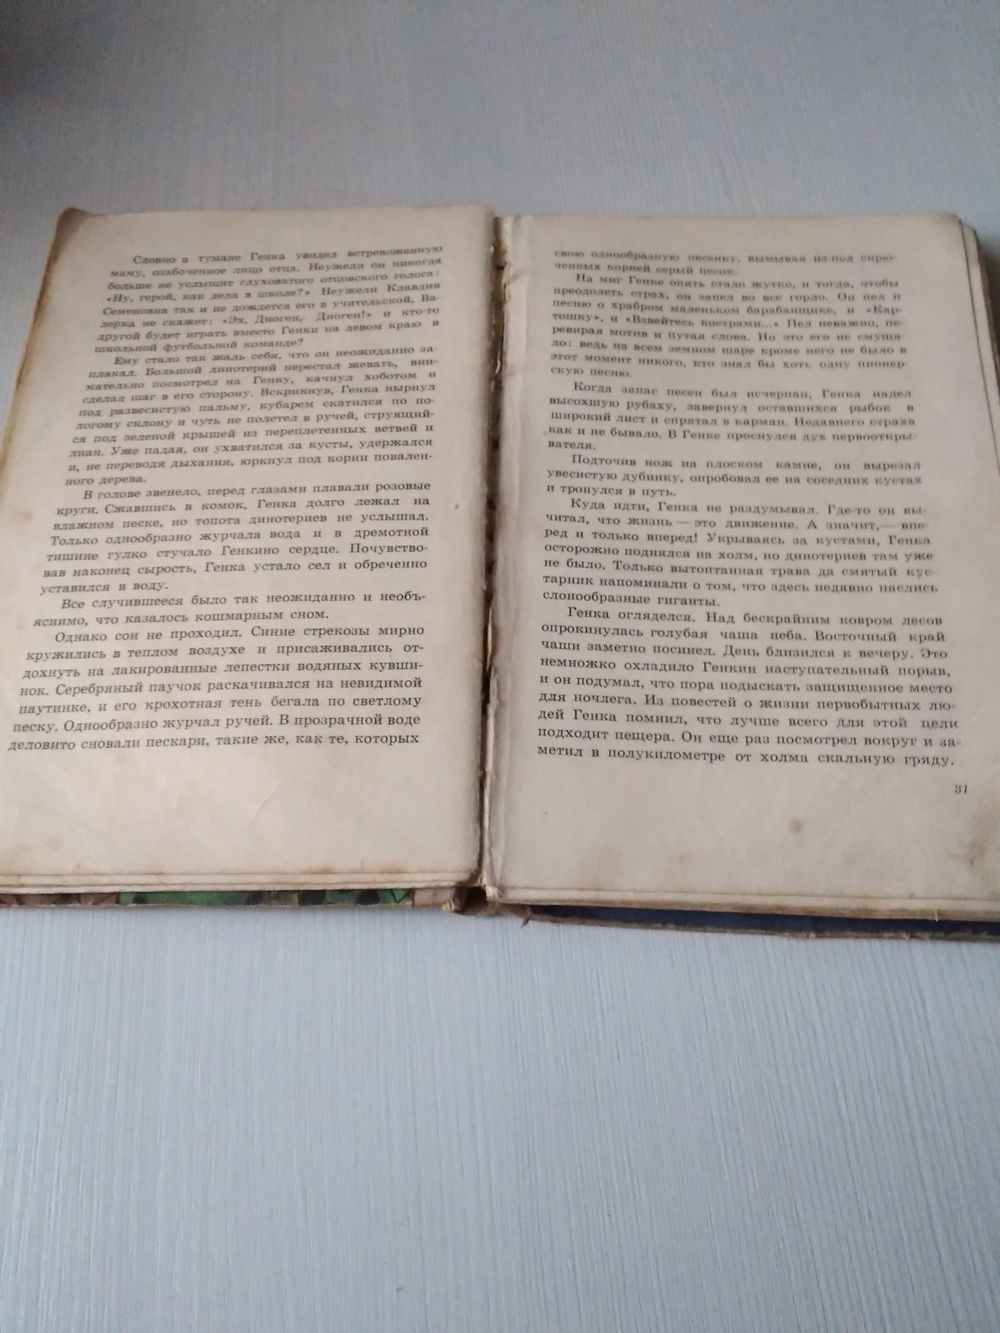 Словно в тумане Генка увидел встревоженную
маму, озабоченное лицо отца. Неужели он никогда
больше не услышит глуховатого отцовского голоса:
«Ну, герой, как дела в школе?» Неужели Клавдия
Семеновна так и не дождется его в учительской, Ва-
лерка не скажет: «Эх, Диоген, Диоген!» и кто-то
другой будет играть вместо Генки на левом краю в
школьной футбольной команде?
Ему стало так жаль себя, что он неожиданно за-
плакал. Большой динотерий перестал жевать, вни-
мательно посмотрел на Генку, качнул хоботом и
сделал шаг в его сторону. Вскрикнув, Генка нырнул
под развесистую пальму, кубарем скатился по по-
логому склону и чуть не полетел в ручей, струящий-
ся под зеленой крышей из переплетенных ветвей и
лиан. Уже падая, он ухватился за кусты, удержался
и, не переводя дыхания, юркнул под корни повален-
ного дерева.
В голове звенело, перед глазами плавали розовые
круги. Сжавшись в комок, Генка долго лежал на
влажном песке, но топота динотериев не услышал.
Только однообразно журчала вода и в дремотной
тишине гулко стучало Генкино сердце. Почувство-
вав наконец сырость, Генка устало сел и обреченно
уставился в воду.
Все случившееся было так неожиданно и необъ-
яснимо, что казалось кошмарным сном.
Однако сон не проходил. Синие стрекозы мирно
кружились в теплом воздухе и присаживались от-
дохнуть на лакированные лепестки водяных кувши-
нок. Серебряный паучок раскачивался на невидимой
паутинке, и его крохотная тень бегала по светлому
песку. Однообразно журчал ручей. В прозрачной воде
деловито сновали пескари, такие же, как те, которых
свою однообразную песенку, вымывая из-под скрю-
ченных корней серый песок.
На миг Генке опять стало жутко, и тогда, чтобы
преодолеть страх, он запел во все горло. Он пел и
песню о храбром маленьком барабанщике, и «Кар-
тошку», и «Взвейтесь кострами...» Пел неважно, пе-
ревирая мотив и путая слова. Но это его не смуща-
ло: ведь на всем земном шаре кроме него не было в
этот момент никого, кто знал бы хоть одну пионер-
скую песню.
Когда запас песен был исчерпан, Генка надел
высохшую рубаху, завернул оставшихся рыбок в
широкий лист и спрятал в карман. Недавнего страха
как и не бывало. В Генке проснулся дух первооткры-
вателя.
Подточив нож на плоском камне, он вырезал
увесистую дубинку, опробовал ее на соседних кустах
и тронулся в путь.
Куда идти, Генка не раздумывал. Где-то он вы-
читал, что жизнь — это движение. А значит, — впе-
ред и только вперед! Укрываясь за кустами, Генка
осторожно поднялся на холм, но динотериев там уже
не было. Только вытоптанная трава да смятый кус-
тарник напоминали о том, что здесь недавно паслись
слонообразные гиганты.
Генка огляделся. Над бескрайним ковром лесов
опрокинулась голубая чаша неба. Восточный край
чаши заметно посинел. День близился к вечеру. Это
немножко охладило Генкин наступательный порыв,
и он подумал, что пора подыскать защищенное место
для ночлега. Из повестей о жизни первобытных лю-
дей Генка помнил, что лучше всего для этой цели
подходит пещера. Он еще раз посмотрел вокруг и за-
метил в полукилометре от холма скальную гряду.
31